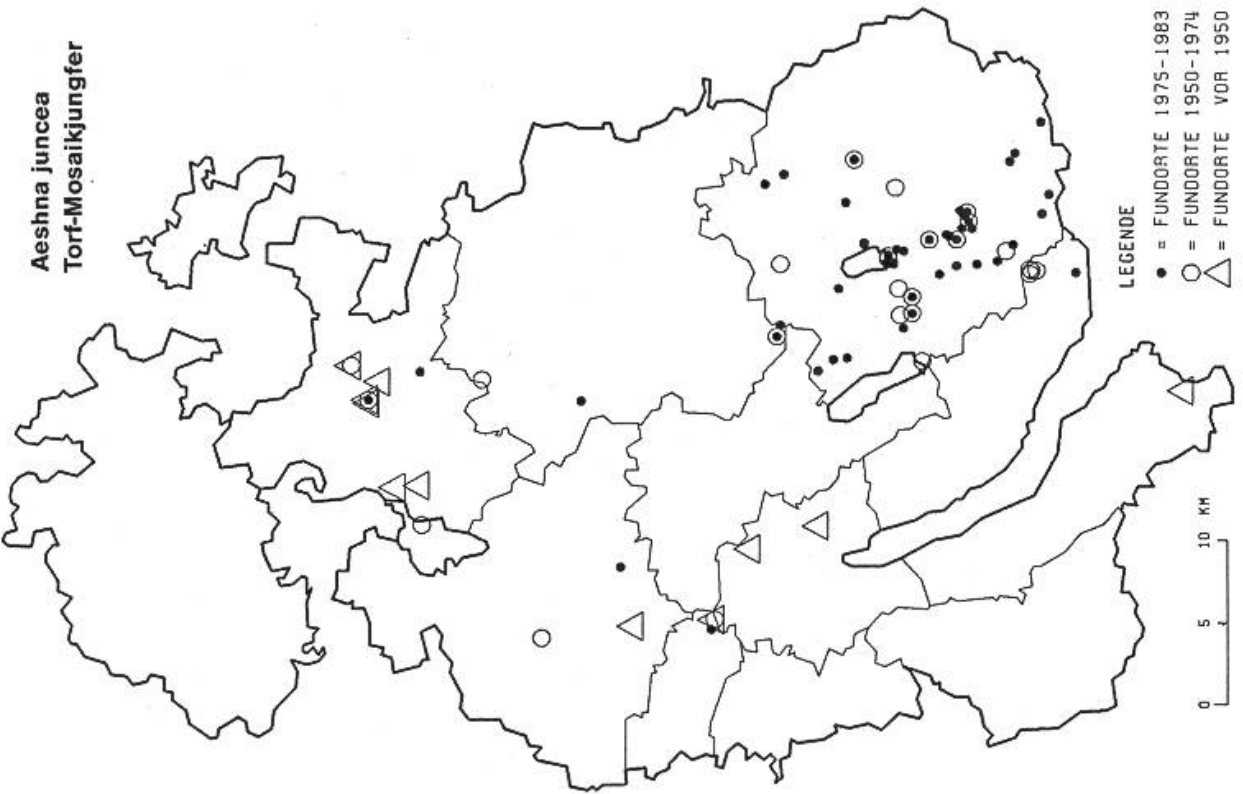 Aeshna juncea
Torf-Mosaikjungfer
LEGENDE
● = FUNDORTE 1975-1983
○ = FUNDORTE 1950-1974
△ = FUNDORTE VOR 1950
0 5 10 KM